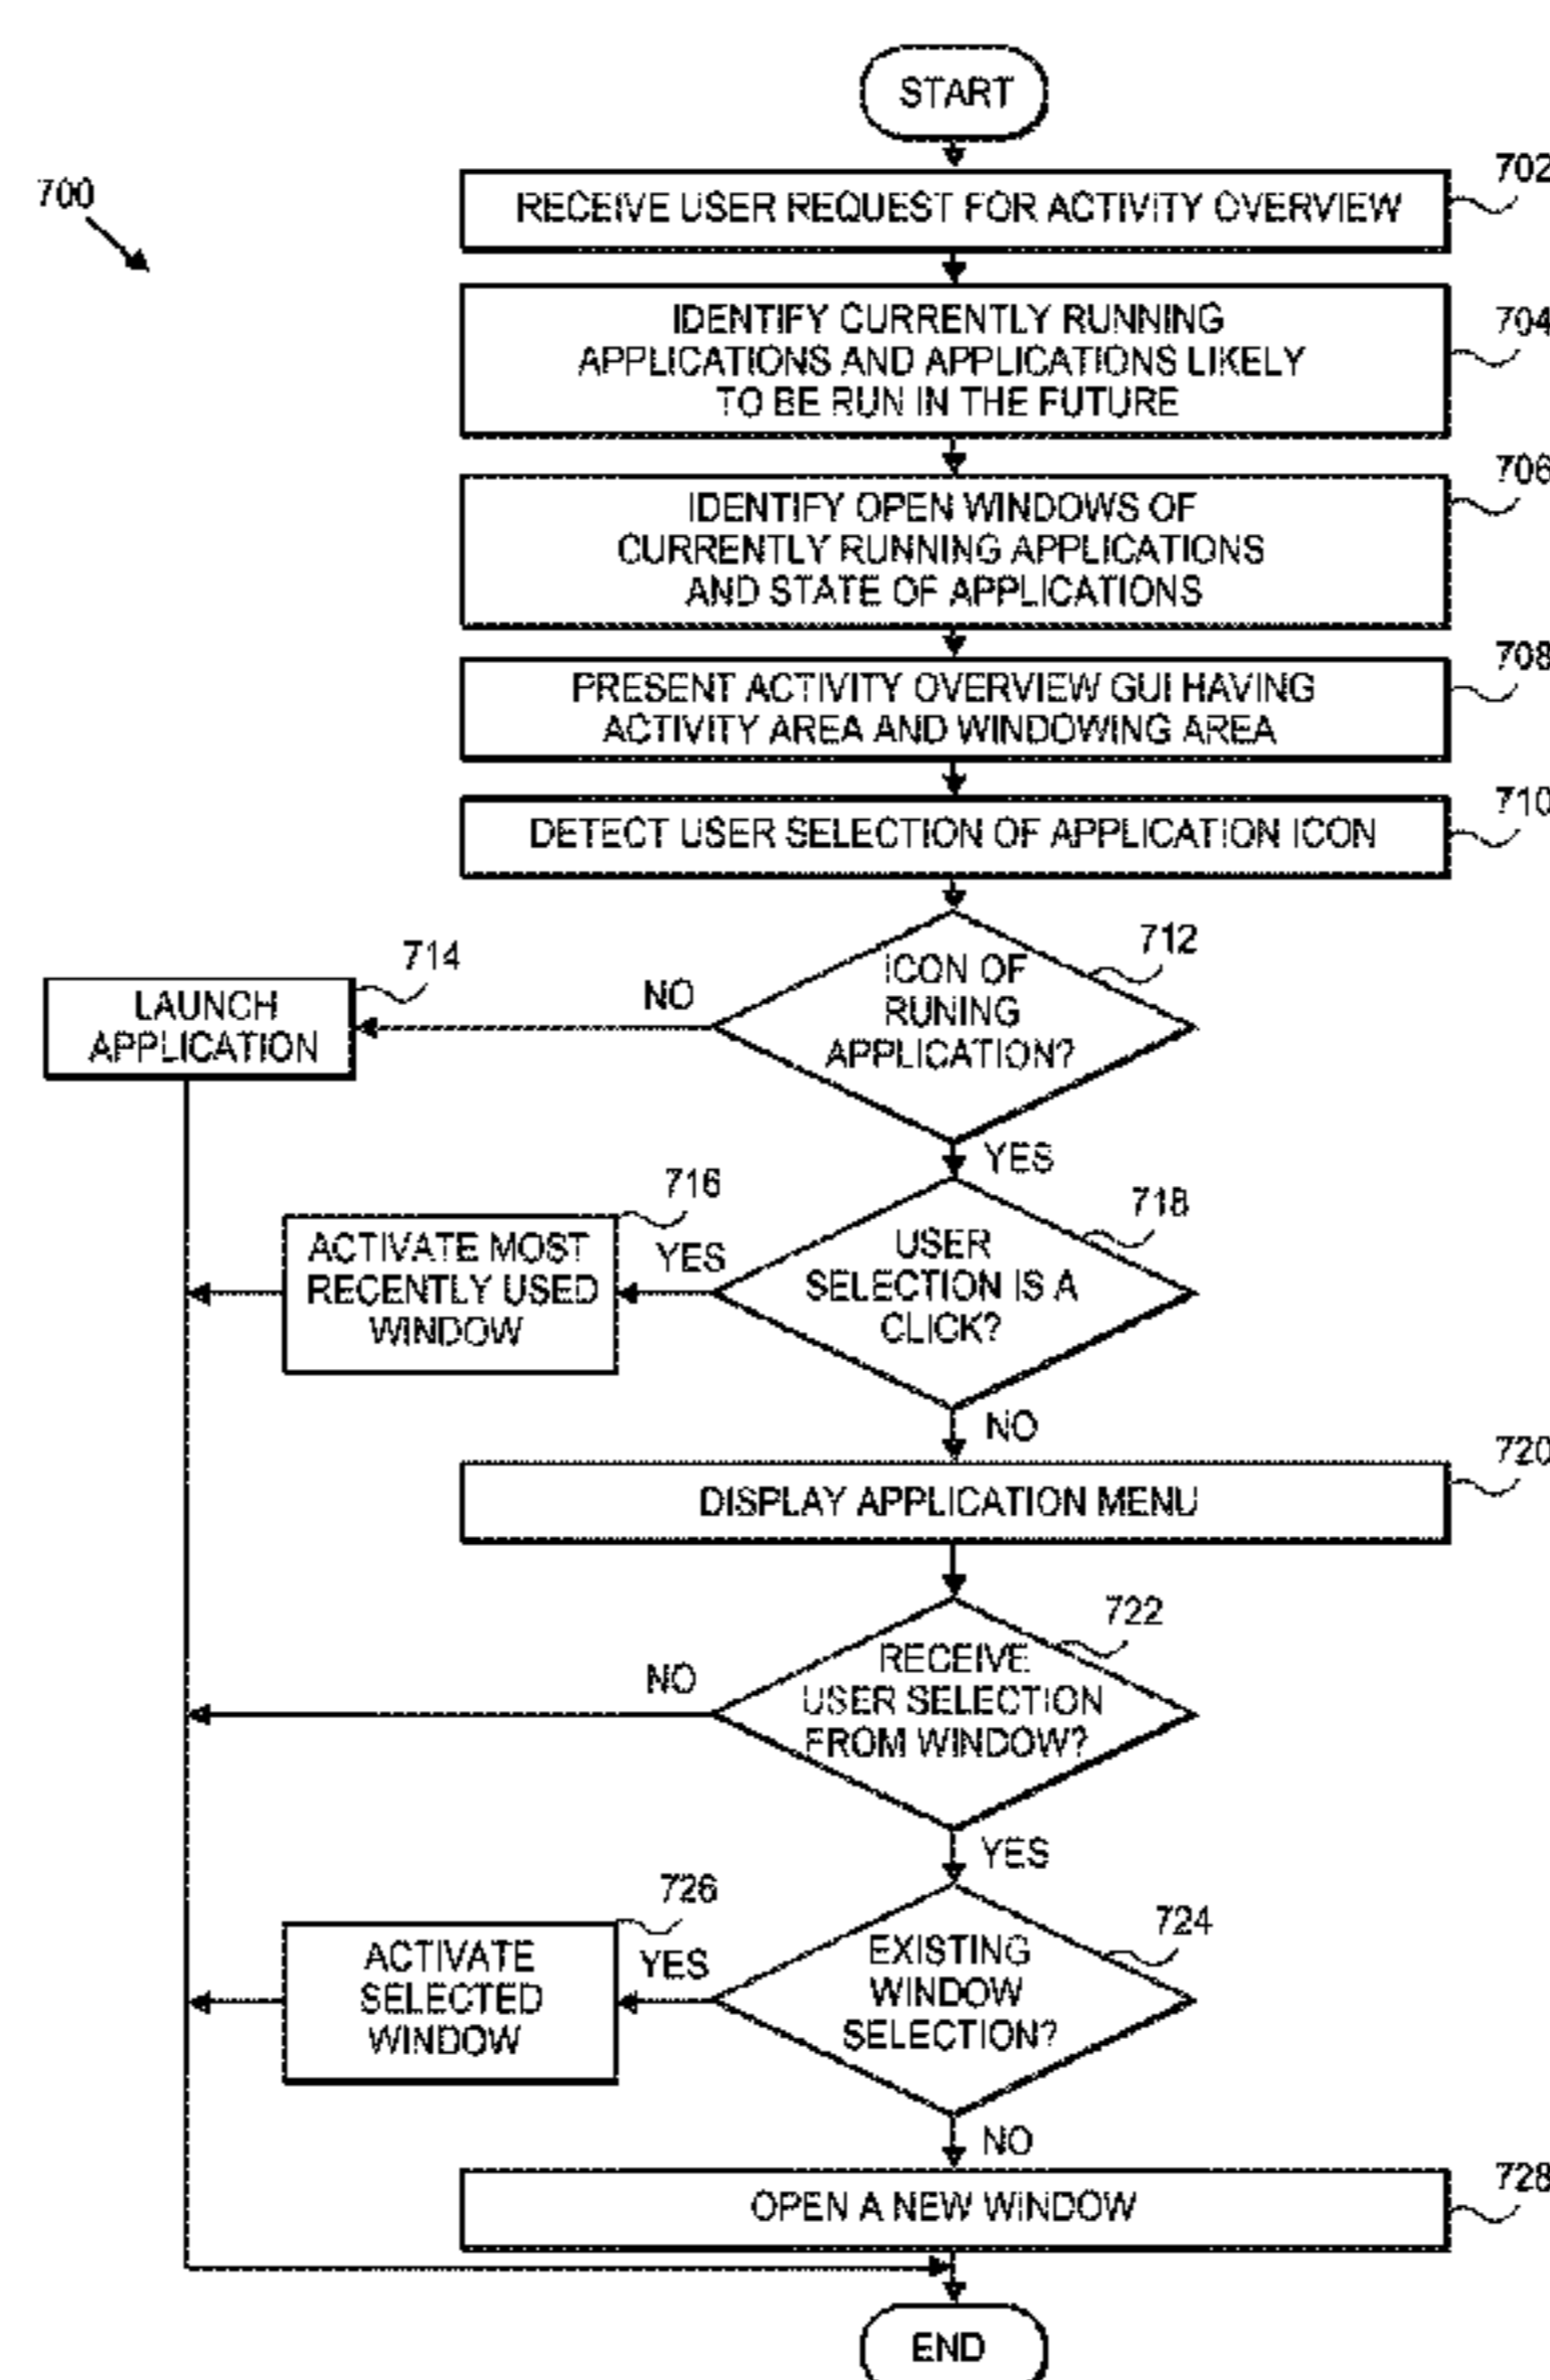 START
700
702
RECEIVE USER REQUEST FOR ACTIVITY OVERVIEW
704
IDENTIFY CURRENTLY RUNNING
APPLICATIONS AND APPLICATIONS LIKELY
TO BE RUN IN THE FUTURE
706
IDENTIFY OPEN WINDOWS OF
CURRENTLY RUNNING APPLICATIONS
AND STATE OF APPLICATIONS
708
PRESENT ACTIVITY OVERVIEW GUI HAVING
ACTIVITY AREA AND WINDOWING AREA
710
DETECT USER SELECTION OF APPLICATION ICON
712
ICON OF
RUNING
APPLICATION?
NO
714
LAUNCH
APPLICATION
YES
718
USER
SELECTION IS A
CLICK?
YES
716
ACTIVATE MOST
RECENTLY USED
WINDOW
NO
720
DISPLAY APPLICATION MENU
722
RECEIVE
USER SELECTION
FROM WINDOW?
NO
YES
724
EXISTING
WINDOW
SELECTION?
YES
726
ACTIVATE
SELECTED
WINDOW
NO
728
OPEN A NEW WINDOW
END